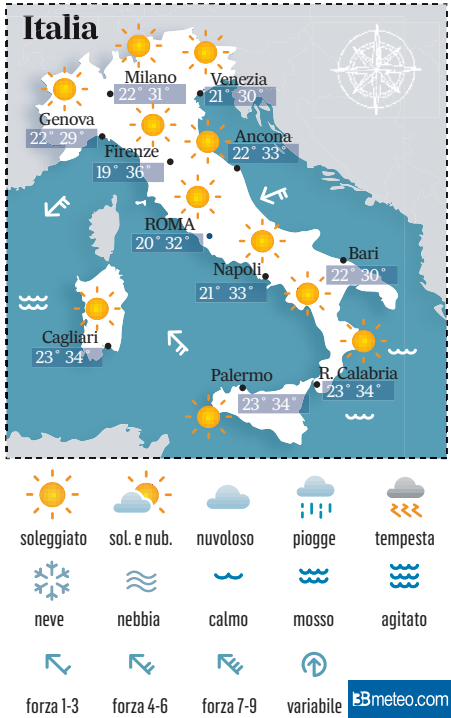 Italia
Milano
22° 31°
Venezia
21° 30°
Genova
22° 29°
Firenze
19° 36°
Ancona
22° 33°
ROMA
20° 32°
Napoli
21° 33°
Bari
22° 30°
Cagliari
23° 34°
Palermo
23° 34°
R. Calabria
23° 34°
soleggiato sol. e nub. nuvoloso piogge tempesta
neve nebbia calmo mosso agitato
forza 1-3 forza 4-6 forza 7-9 variabile
3Bmeteo.com